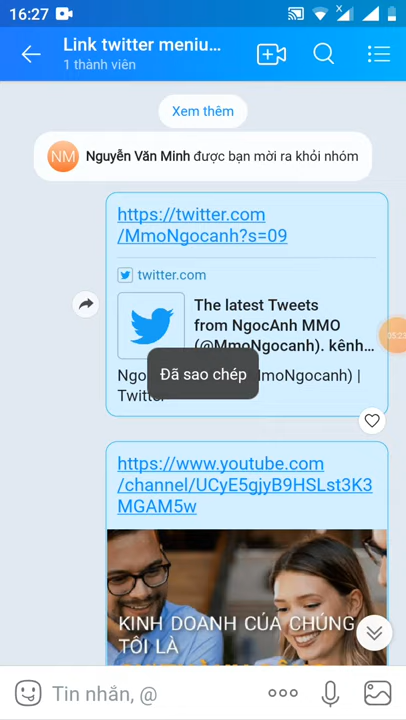 16:27
Link twitter meniu...
1 thành viên
Xem thêm
NM Nguyễn Văn Minh được bạn mời ra khỏi nhóm
https://twitter.com
/MmoNgocanh?s=09
twitter.com
The latest Tweets
from NgocAnh MMO
(@MmoNgocanh). kênh...
Đã sao chép
moNgocanh) |
https://www.youtube.com
/channel/UCyE5gjyB9HSLst3K3
MGAM5w
KINH DOANH CỦA CHÚNG
TÔI LÀ
Tin nhắn, @